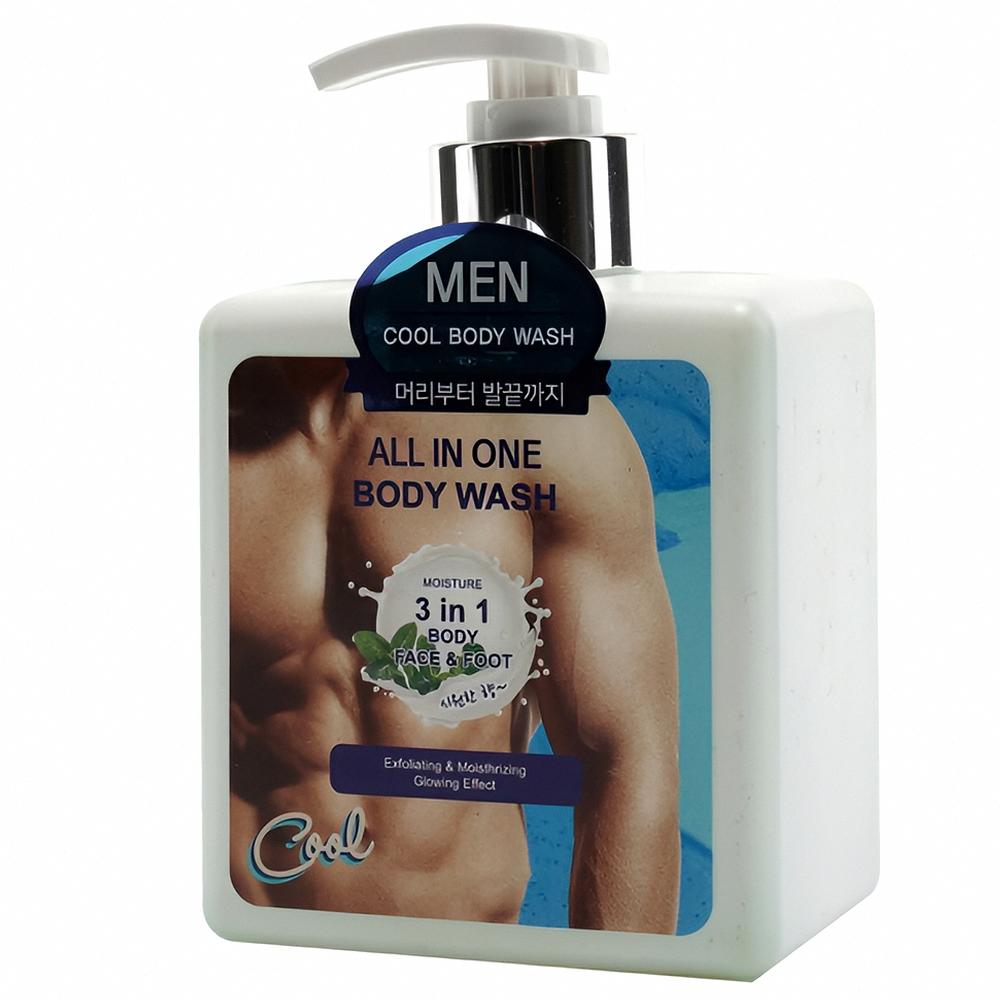 MEN
COOL BODY WASH
머리부터 발끝까지
ALL IN ONE
BODY WASH
MOISTURE
3 in 1
BODY
FACE & FOOT
Exfoliating & Moisthrizing
Glowing Effect
Cool